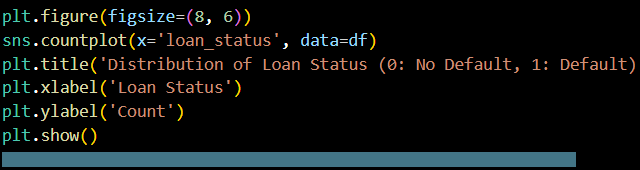 plt.figure(figsize=(8, 6))
sns.countplot(x='loan_status', data=df)
plt.title('Distribution of Loan Status (0: No Default, 1: Default)
plt.xlabel('Loan Status')
plt.ylabel('Count')
plt.show()